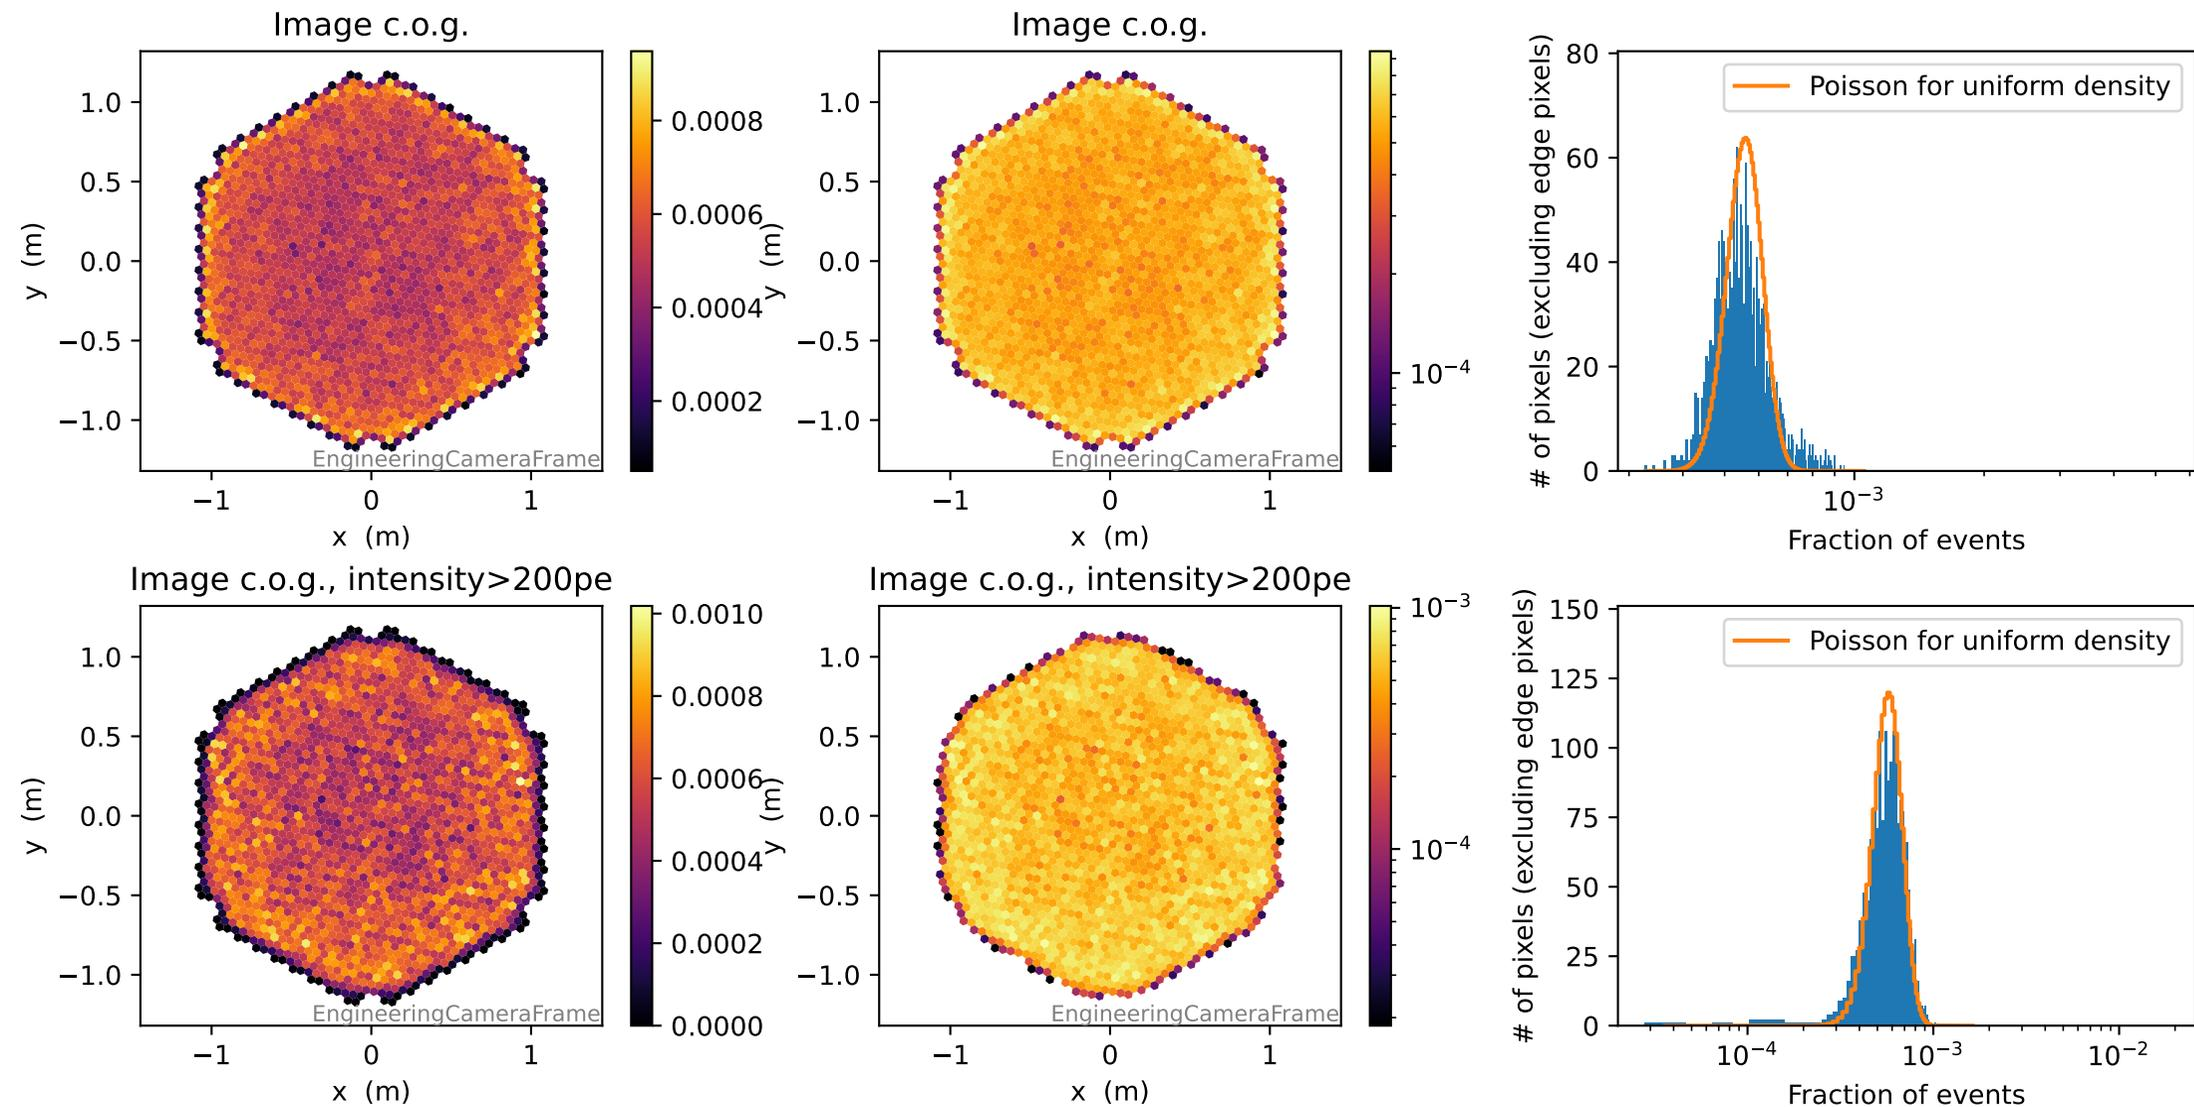 Image c.o.g.
1.0
0.5
0.0
−0.5
−1.0
y (m)
−1 0 1
x (m)
EngineeringCameraFrame
0.0008
0.0006
0.0004
0.0002
Image c.o.g.
1.0
0.5
0.0
−0.5
−1.0
y (m)
−1 0 1
x (m)
EngineeringCameraFrame
10⁻⁴
80
60
40
20
0
# of pixels (excluding edge pixels)
Poisson for uniform density
10⁻³
Fraction of events
Image c.o.g., intensity>200pe
1.0
0.5
0.0
−0.5
−1.0
y (m)
−1 0 1
x (m)
EngineeringCameraFrame
0.0010
0.0008
0.0006
0.0004
0.0002
0.0000
Image c.o.g., intensity>200pe
1.0
0.5
0.0
−0.5
−1.0
y (m)
−1 0 1
x (m)
EngineeringCameraFrame
10⁻³
10⁻⁴
150
125
100
75
50
25
0
# of pixels (excluding edge pixels)
Poisson for uniform density
10⁻⁴ 10⁻³ 10⁻²
Fraction of events